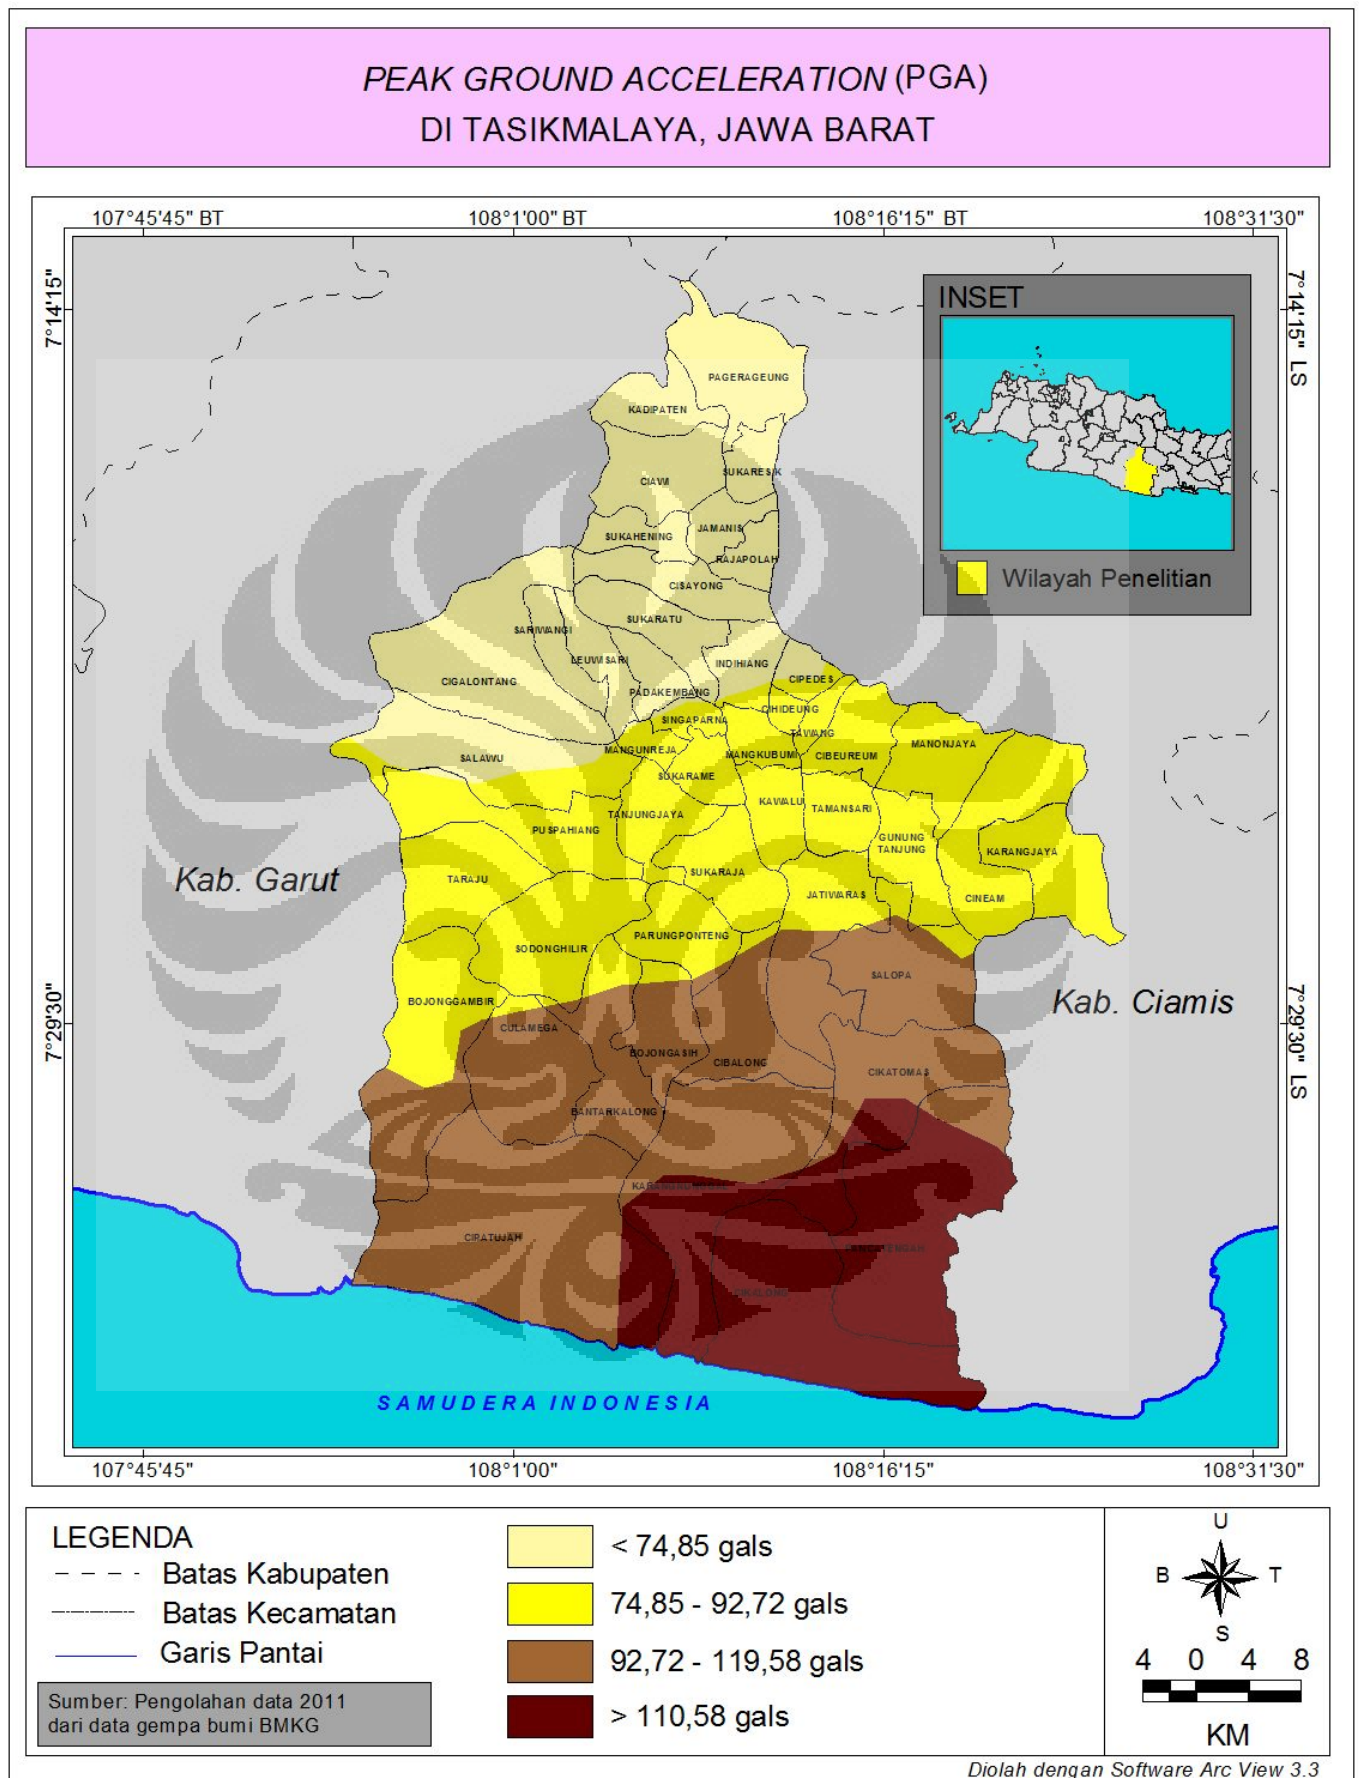 PEAK GROUND ACCELERATION (PGA)
DI TASIKMALAYA, JAWA BARAT
107°45'45" BT
108°1'00" BT
108°16'15" BT
108°31'30"
7°14'15"
7°14'15" LS
INSET
Wilayah Penelitian
PAGERAGEUNG
KADIPATEN
SUKARESIK
CIAWI
JAMANIS
SUKAHENING
RAJAPOLAH
CISAYONG
SUKARATU
SARIWANGI
LEUWISARI
INDIHIANG
CIGALONTANG
CIPEDES
PADAKEMBANG
CIHIDEUNG
SINGAPARNA
TAWANG
MANONJAYA
MANGUNREJA
MANGKUBUMI
CIBEUREUM
SALAWU
SUKARAME
KAWALU
TAMANSARI
TANJUNGJAYA
PUSPAHIANG
GUNUNG
TANJUNG
KARANGJAYA
SUKARAJA
TARAJU
Kab. Garut
JATIWARAS
CINEAM
PARUNGPONTENG
SODONGHILIR
SALOPA
BOJONGGAMBIR
Kab. Ciamis
7°29'30"
7°29'30" LS
CULAMEGA
BOJONGASIH
CIBALONG
CIKATOMAS
BANTARKALONG
CIPATUJAH
CIKALONG
SAMUDERA INDONESIA
107°45'45"
108°1'00"
108°16'15"
108°31'30"
LEGENDA
Batas Kabupaten
Batas Kecamatan
Garis Pantai
Sumber: Pengolahan data 2011
dari data gempa bumi BMKG
< 74,85 gals
74,85 - 92,72 gals
92,72 - 119,58 gals
> 110,58 gals
U
B T
S
4 0 4 8
KM
Diolah dengan Software Arc View 3.3